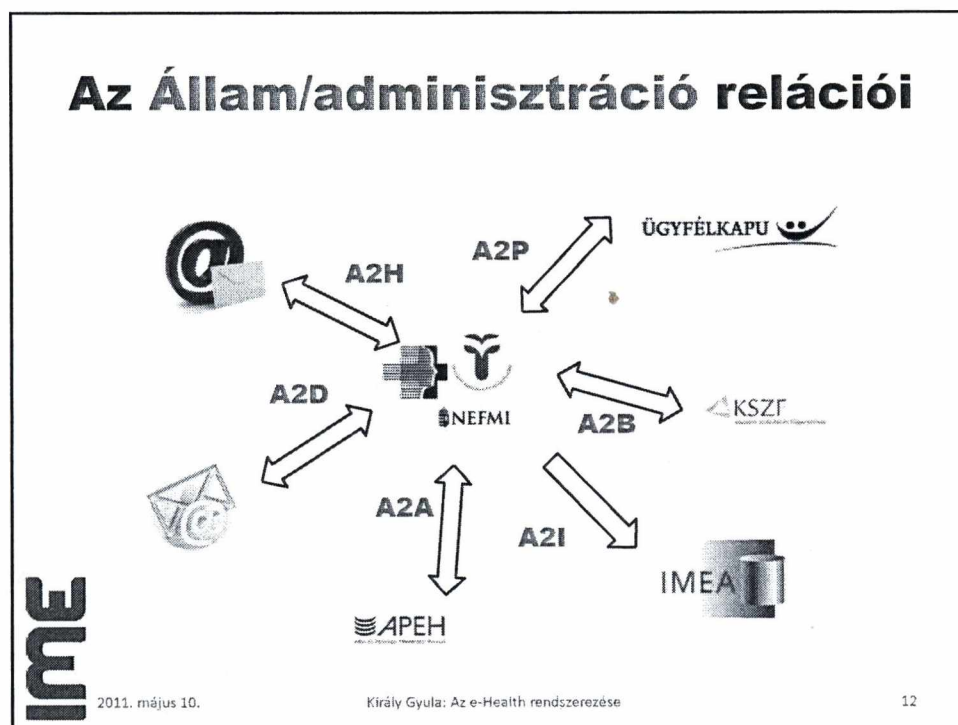 Az Állam/adminisztráció relációi
ÜGYFÉLKAPU
A2P
A2H
@
NEFMI
A2D
A2B
KSZF
A2A
A2I
@
IMEA
APEH
IME
2011. május 10.
Király Gyula: Az e-Health rendszerezése
12